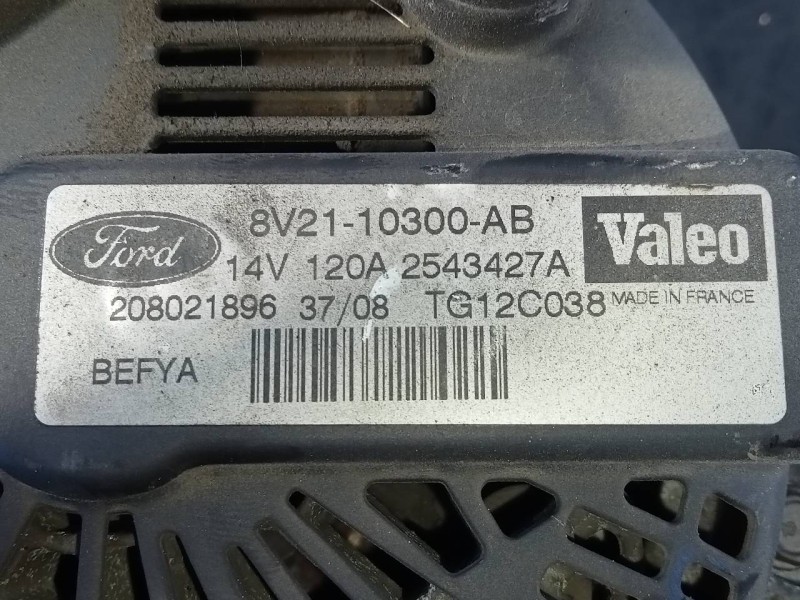 Ford
8V21-10300-AB
Valeo
14V 120A 2543427A
208021896 37/08 TG12C038
MADE IN FRANCE
BEFYA